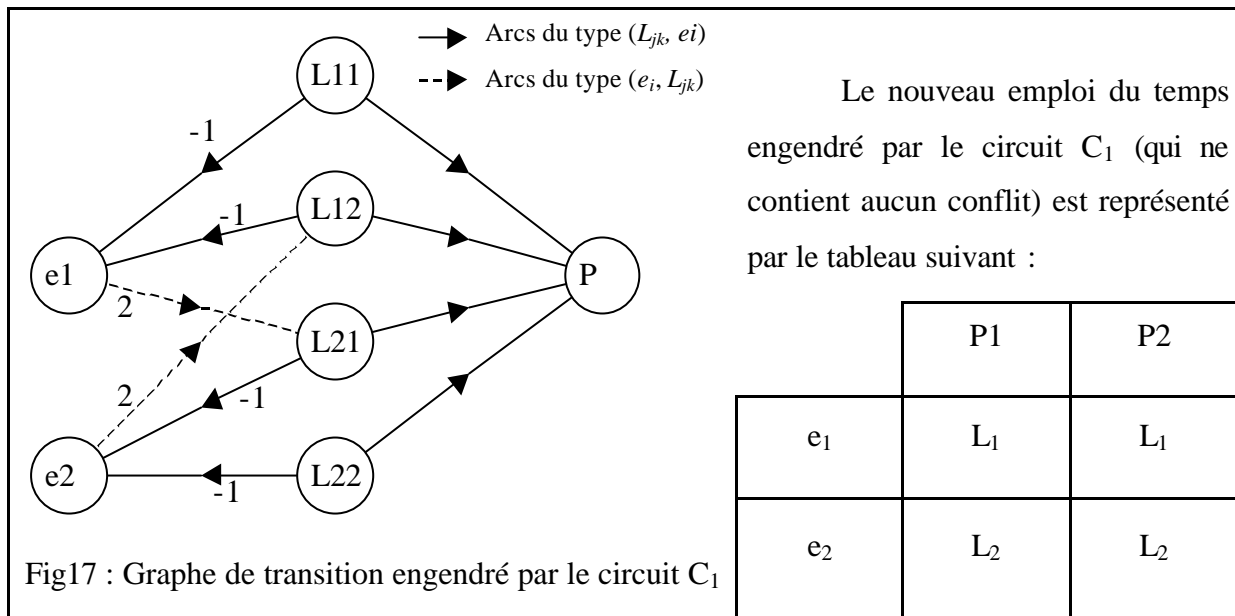 Arcs du type (Ljk, ei)
Arcs du type (ei, Ljk)
L11
-1
L12
-1
e1
2
L21
P
2
-1
e2
-1
L22
Fig17 : Graphe de transition engendré par le circuit C1
Le nouveau emploi du temps
engendré par le circuit C1 (qui ne
contient aucun conflit) est représenté
par le tableau suivant :
P1 P2
e1 L1 L1
e2 L2 L2